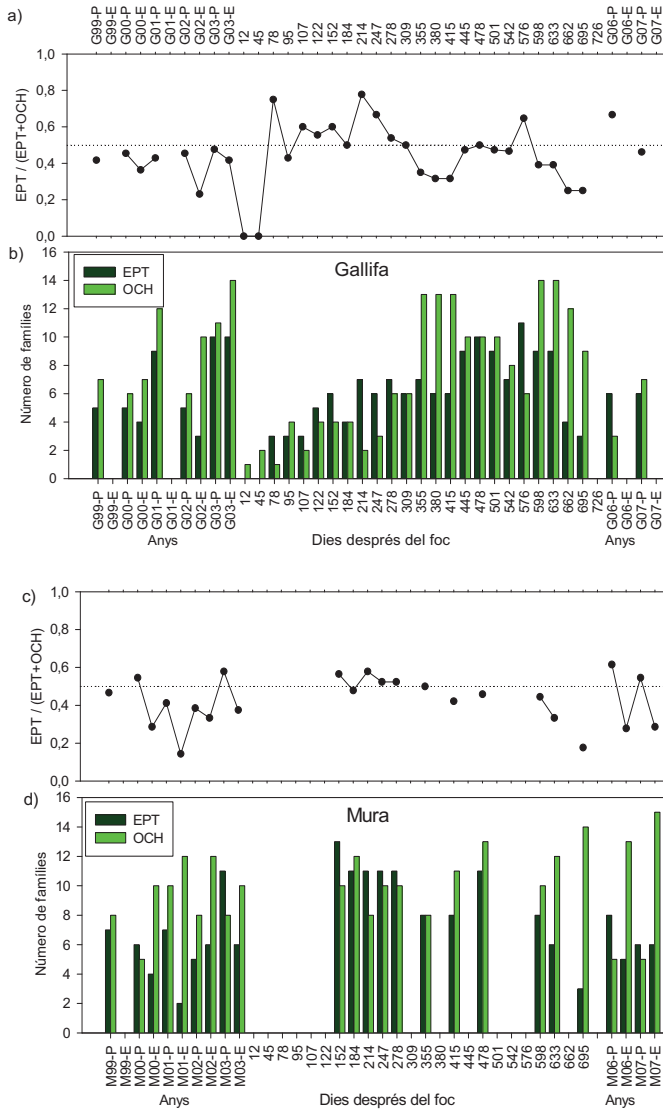 a)
G99-P G99-E G00-P G00-E G01-P G01-E G02-P G02-E G03-P G03-E 12 45 78 95 107 122 152 184 214 247 278 309 355 380 415 445 478 501 542 576 598 633 662 695 726 G06-P G06-E G07-P G07-E
EPT / (EPT+OCH)
1,0
0,8
0,6
0,4
0,2
0,0
b)
Gallifa
EPT
OCH
Número de famílies
16
14
12
10
8
6
4
2
0
G99-P G99-E G00-P G00-E G01-P G01-E G02-P G02-E G03-P G03-E 12 45 78 95 107 122 152 184 214 247 278 309 355 380 415 445 478 501 542 576 598 633 662 695 726 G06-P G06-E G07-P G07-E
Anys Dies després del foc Anys
c)
EPT / (EPT+OCH)
1,0
0,8
0,6
0,4
0,2
0,0
d)
Mura
EPT
OCH
Número de famílies
16
14
12
10
8
6
4
2
0
M99-P M99-E M00-P M00-E M01-P M01-E M02-P M02-E M03-P M03-E 12 45 78 95 107 122 152 184 214 247 278 309 355 380 415 445 478 501 542 576 598 633 662 695 M06-P M06-E M07-P M07-E
Anys Dies després del foc Anys